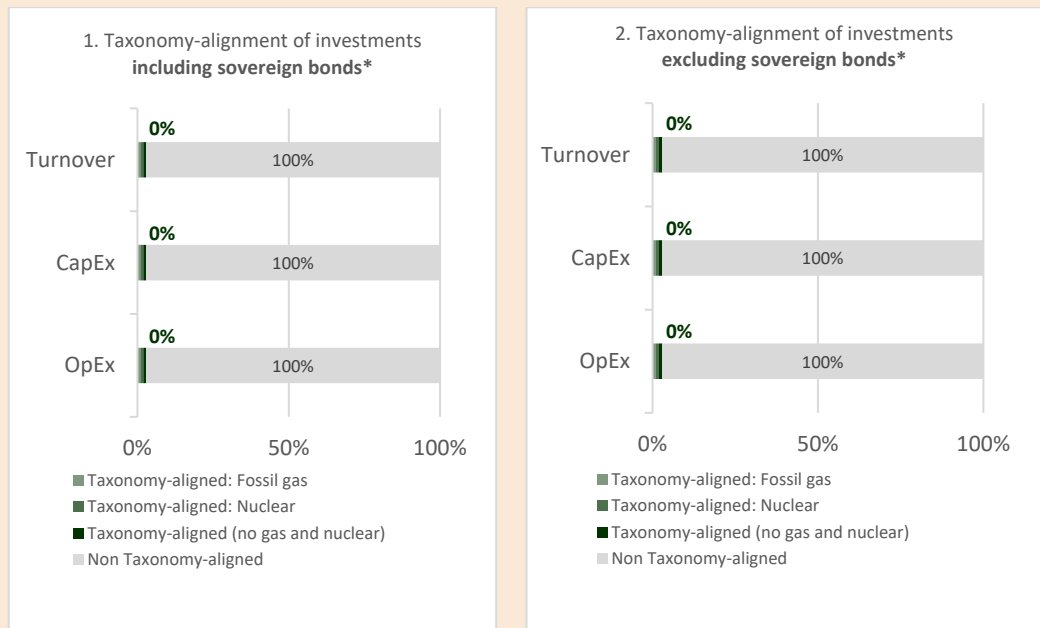 1. Taxonomy-alignment of investments
including sovereign bonds*
0%
Turnover
100%
0%
CapEx
100%
0%
OpEx
100%
0%
50%
100%
Taxonomy-aligned: Fossil gas
Taxonomy-aligned: Nuclear
Taxonomy-aligned (no gas and nuclear)
Non Taxonomy-aligned
2. Taxonomy-alignment of investments
excluding sovereign bonds*
0%
Turnover
100%
0%
CapEx
100%
0%
OpEx
100%
0%
50%
100%
Taxonomy-aligned: Fossil gas
Taxonomy-aligned: Nuclear
Taxonomy-aligned (no gas and nuclear)
Non Taxonomy-aligned